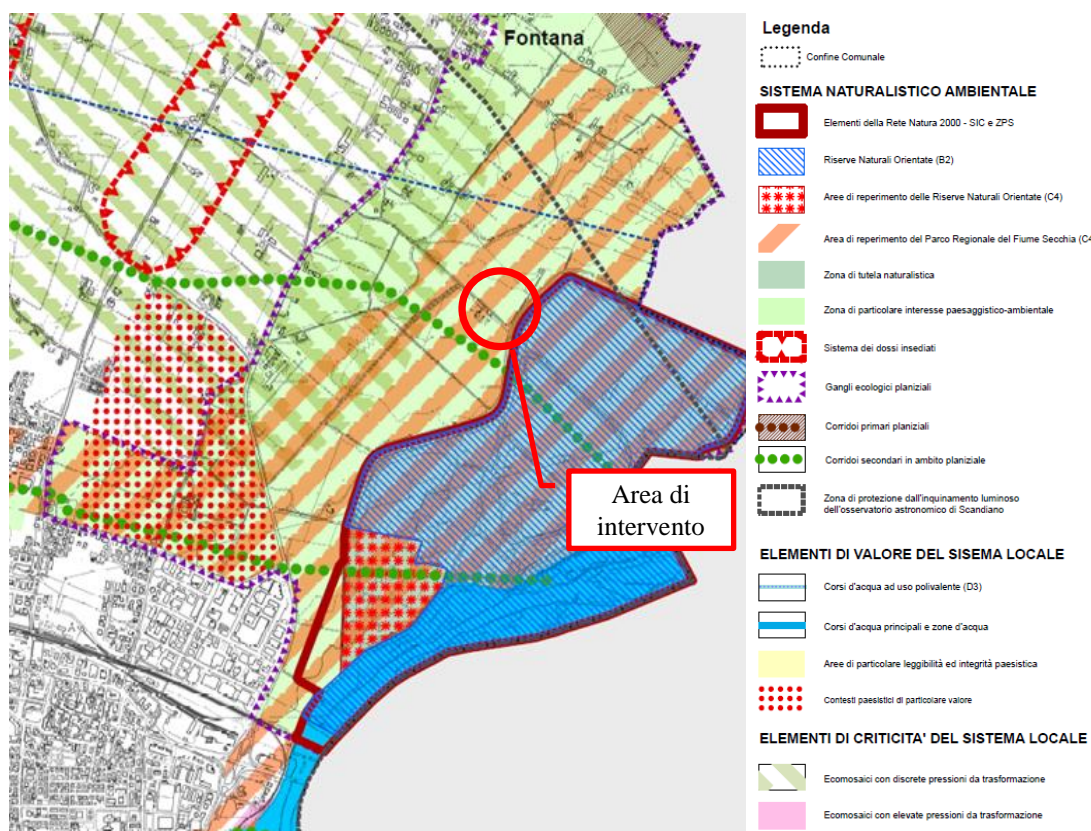 Fontana
Area di
intervento
Legenda
Confine Comunale
SISTEMA NATURALISTICO AMBIENTALE
Elementi della Rete Natura 2000 - SIC e ZPS
Riserve Naturali Orientate (B2)
Aree di reperimento delle Riserve Naturali Orientate (C4)
Area di reperimento del Parco Regionale del Fiume Secchia (C4
Zona di tutela naturalistica
Zona di particolare interesse paesaggistico-ambientale
Sistema dei dossi insediati
Gangli ecologici planiziali
Corridoi primari planiziali
Corridoi secondari in ambito planiziale
Zona di protezione dall'inquinamento luminoso
dell'osservatorio astronomico di Scandiano
ELEMENTI DI VALORE DEL SISEMA LOCALE
Corsi d'acqua ad uso polivalente (D3)
Corsi d'acqua principali e zone d'acqua
Aree di particolare leggibilità ed integrità paesistica
Contesti paesistici di particolare valore
ELEMENTI DI CRITICITA' DEL SISTEMA LOCALE
Ecomosaici con discrete pressioni da trasformazione
Ecomosaici con elevate pressioni da trasformazione